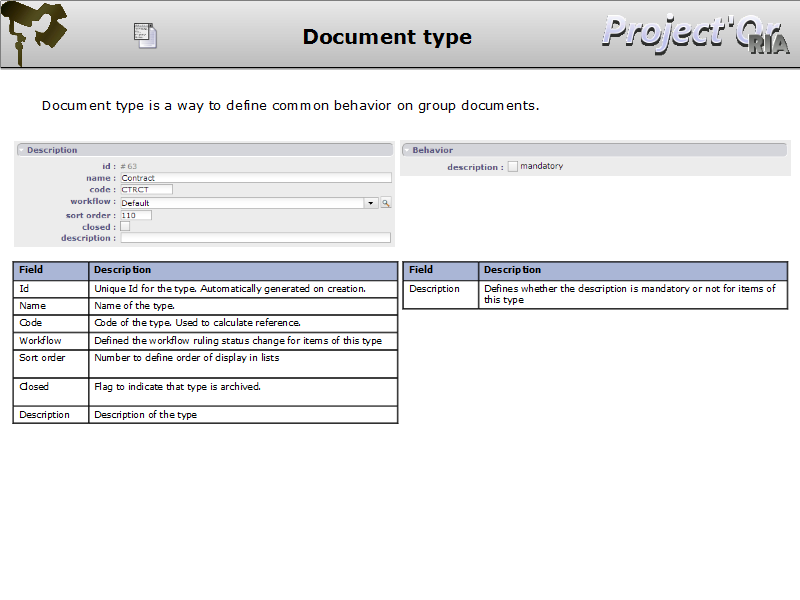 Document type
Project'Or
RIA
Document type is a way to define common behavior on group documents.
Description
id : #63
name : Contract
code : CTRCT
workflow : Default
sort order : 110
closed :
description :
Behavior
description : mandatory
Field Description
Id Unique Id for the type. Automatically generated on creation.
Name Name of the type.
Code Code of the type. Used to calculate reference.
Workflow Defined the workflow ruling status change for items of this type
Sort order Number to define order of display in lists
Closed Flag to indicate that type is archived.
Description Description of the type
Field Description
Description Defines whether the description is mandatory or not for items of
this type